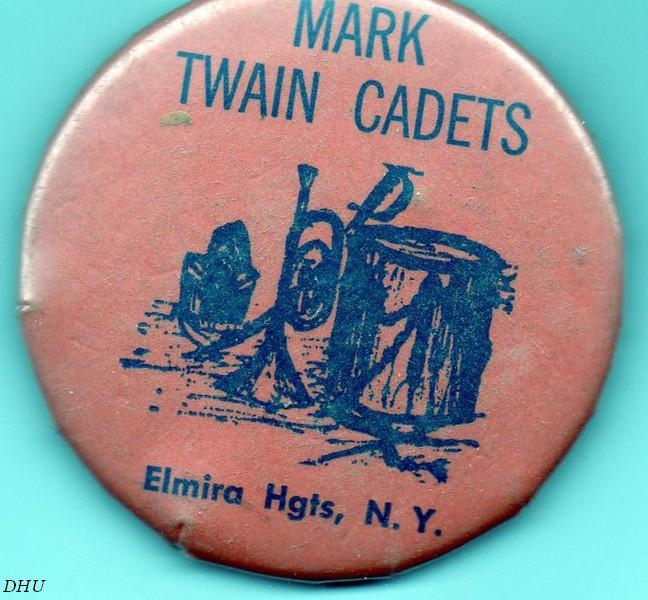 MARK
TWAIN CADETS
Elmira Hgts, N. Y.
DHU